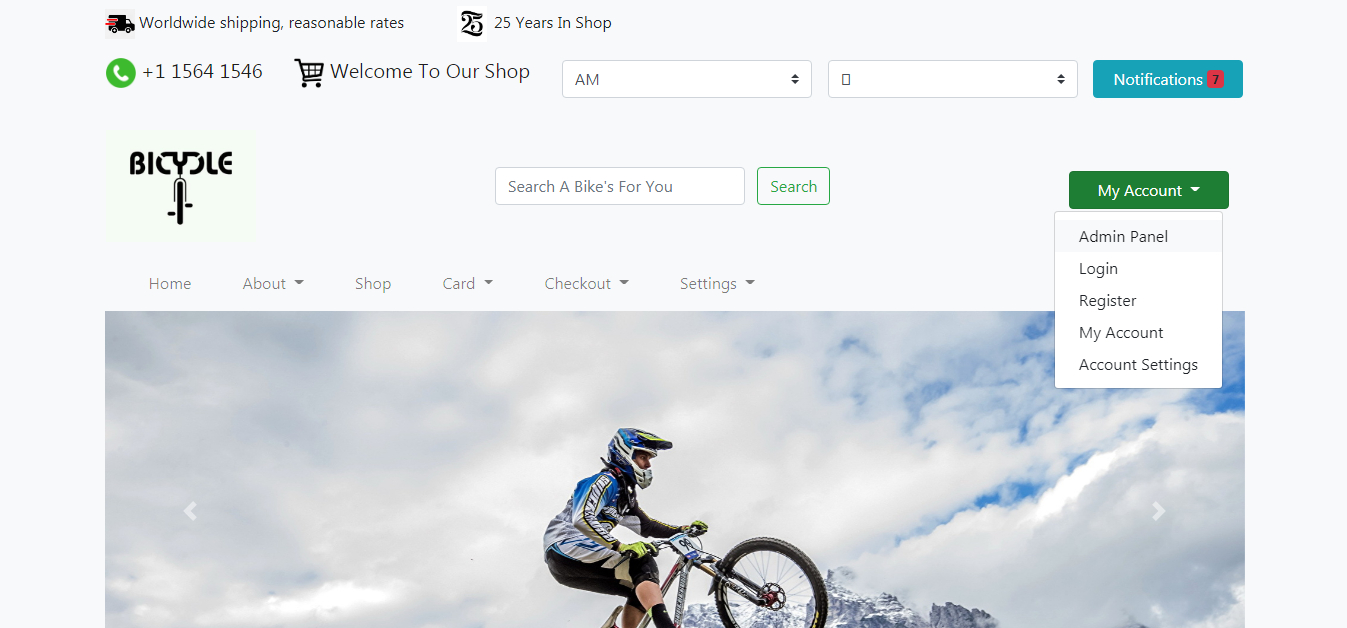 Worldwide shipping, reasonable rates
25 25 Years In Shop
+1 1564 1546
Welcome To Our Shop
AM
Notifications 7
BICYCLE
Search A Bike's For You
Search
My Account
Admin Panel
Login
Register
My Account
Account Settings
Home About Shop Card Checkout Settings